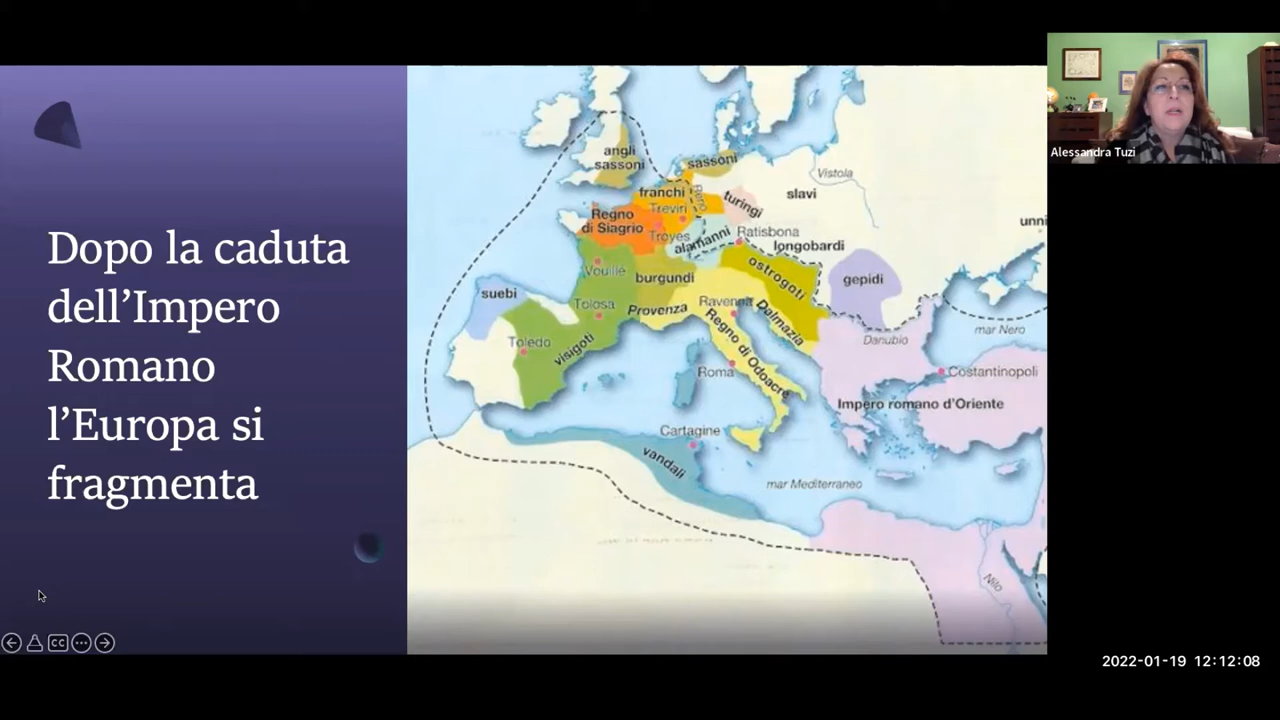 Dopo la caduta
dell'Impero
Romano
l'Europa si
fragmenta
CC
angli
sassoni
sassoni
Vistola
franchi
Reno
turingi
slavi
Regno
di Siagrio
Treviri
Troyes
alamanni
Ratisbona
longobardi
unni
Vouillé
burgundi
ostrogoti
gepidi
suebi
Tolosa
Provenza
Ravenna
Dalmazia
mar Nero
Toledo
visigoti
Regno di Odoacre
Danubio
Roma
Costantinopoli
Impero romano d'Oriente
Cartagine
vandali
mar Mediterraneo
Nilo
Alessandra Tuzi
2022-01-19 12:12:08